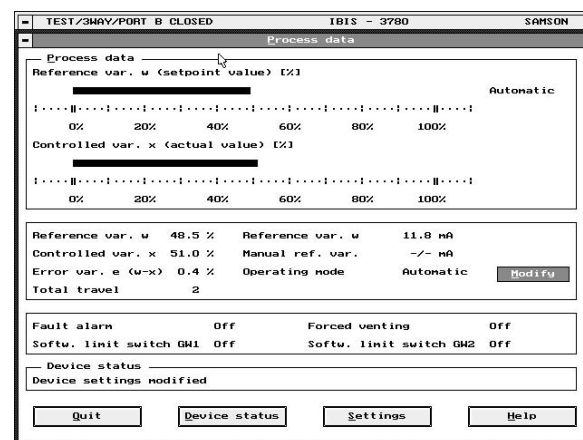 TEST/3WAY/PORT B CLOSED IBIS - 3780 SAMSON
Process data
Process data
Reference var. w (setpoint value) [%]
Automatic
0% 20% 40% 60% 80% 100%
Controlled var. x (actual value) [%]
0% 20% 40% 60% 80% 100%
Reference var. w 48.5 % Reference var. w 11.8 mA
Controlled var. x 51.0 % Manual ref. var. -/- mA
Error var. e (w-x) 0.4 % Operating mode Automatic Modify
Total travel 2
Fault alarm Off Forced venting Off
Softw. limit switch GW1 Off Softw. limit switch GW2 Off
Device status
Device settings modified
Quit Device status Settings Help